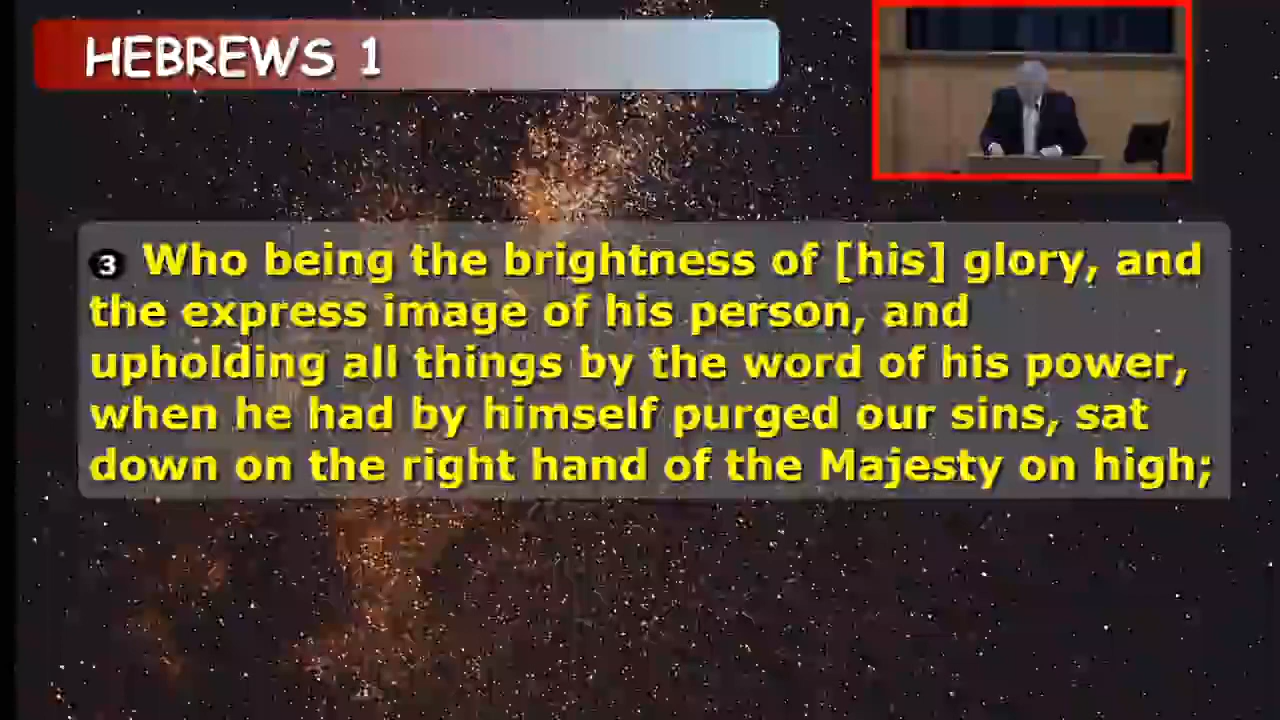 HEBREWS 1
3 Who being the brightness of [his] glory, and
the express image of his person, and
upholding all things by the word of his power,
when he had by himself purged our sins, sat
down on the right hand of the Majesty on high;